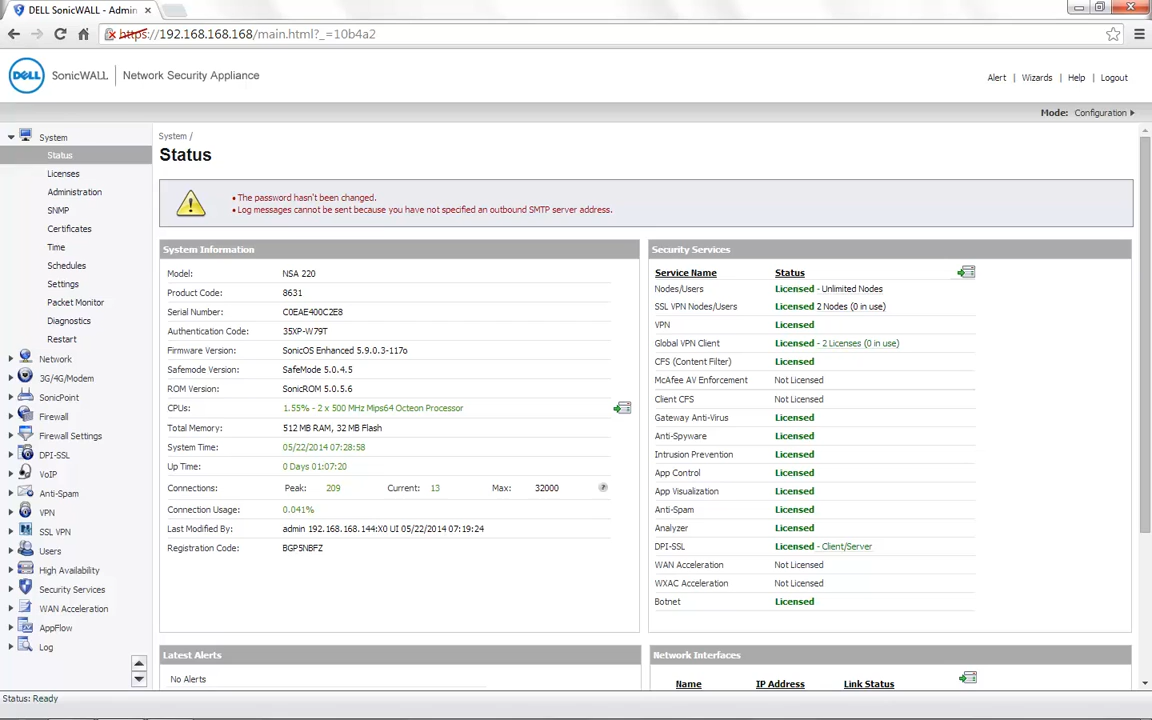 DELL SonicWALL - Admin
https://192.168.168.168/main.html?_=10b4a2
DELL SonicWALL | Network Security Appliance
Alert | Wizards | Help | Logout
Mode: Configuration
System
Status
Licenses
Administration
SNMP
Certificates
Time
Schedules
Settings
Packet Monitor
Diagnostics
Restart
Network
3G/4G/Modem
SonicPoint
Firewall
Firewall Settings
DPI-SSL
VoIP
Anti-Spam
VPN
SSL VPN
Users
High Availability
Security Services
WAN Acceleration
AppFlow
Log
System /
Status
• The password hasn't been changed.
• Log messages cannot be sent because you have not specified an outbound SMTP server address.
System Information
Model: NSA 220
Product Code: 8631
Serial Number: C0EAE400C2E8
Authentication Code: 35XP-W79T
Firmware Version: SonicOS Enhanced 5.9.0.3-117o
Safemode Version: SafeMode 5.0.4.5
ROM Version: SonicROM 5.0.5.6
CPUs: 1.55% - 2 x 500 MHz Mips64 Octeon Processor
Total Memory: 512 MB RAM, 32 MB Flash
System Time: 05/22/2014 07:28:58
Up Time: 0 Days 01:07:20
Connections: Peak: 209 Current: 13 Max: 32000
Connection Usage: 0.041%
Last Modified By: admin 192.168.168.144:X0 UI 05/22/2014 07:19:24
Registration Code: BGP5NBFZ
Security Services
Service Name Status
Nodes/Users Licensed - Unlimited Nodes
SSL VPN Nodes/Users Licensed 2 Nodes (0 in use)
VPN Licensed
Global VPN Client Licensed - 2 Licenses (0 in use)
CFS (Content Filter) Licensed
McAfee AV Enforcement Not Licensed
Client CFS Not Licensed
Gateway Anti-Virus Licensed
Anti-Spyware Licensed
Intrusion Prevention Licensed
App Control Licensed
App Visualization Licensed
Anti-Spam Licensed
Analyzer Licensed
DPI-SSL Licensed - Client/Server
WAN Acceleration Not Licensed
WXAC Acceleration Not Licensed
Botnet Licensed
Latest Alerts
No Alerts
Network Interfaces
Name IP Address Link Status
Status: Ready